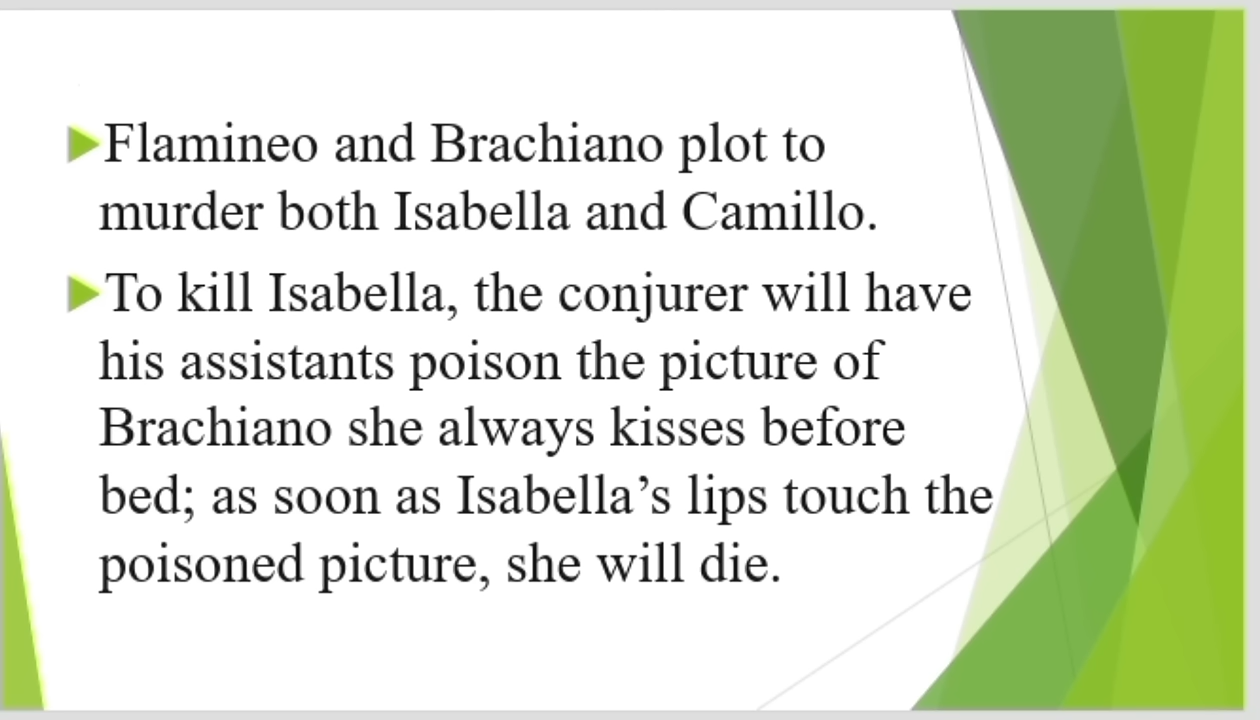 Flamineo and Brachiano plot to
murder both Isabella and Camillo.
To kill Isabella, the conjurer will have
his assistants poison the picture of
Brachiano she always kisses before
bed; as soon as Isabella’s lips touch the
poisoned picture, she will die.